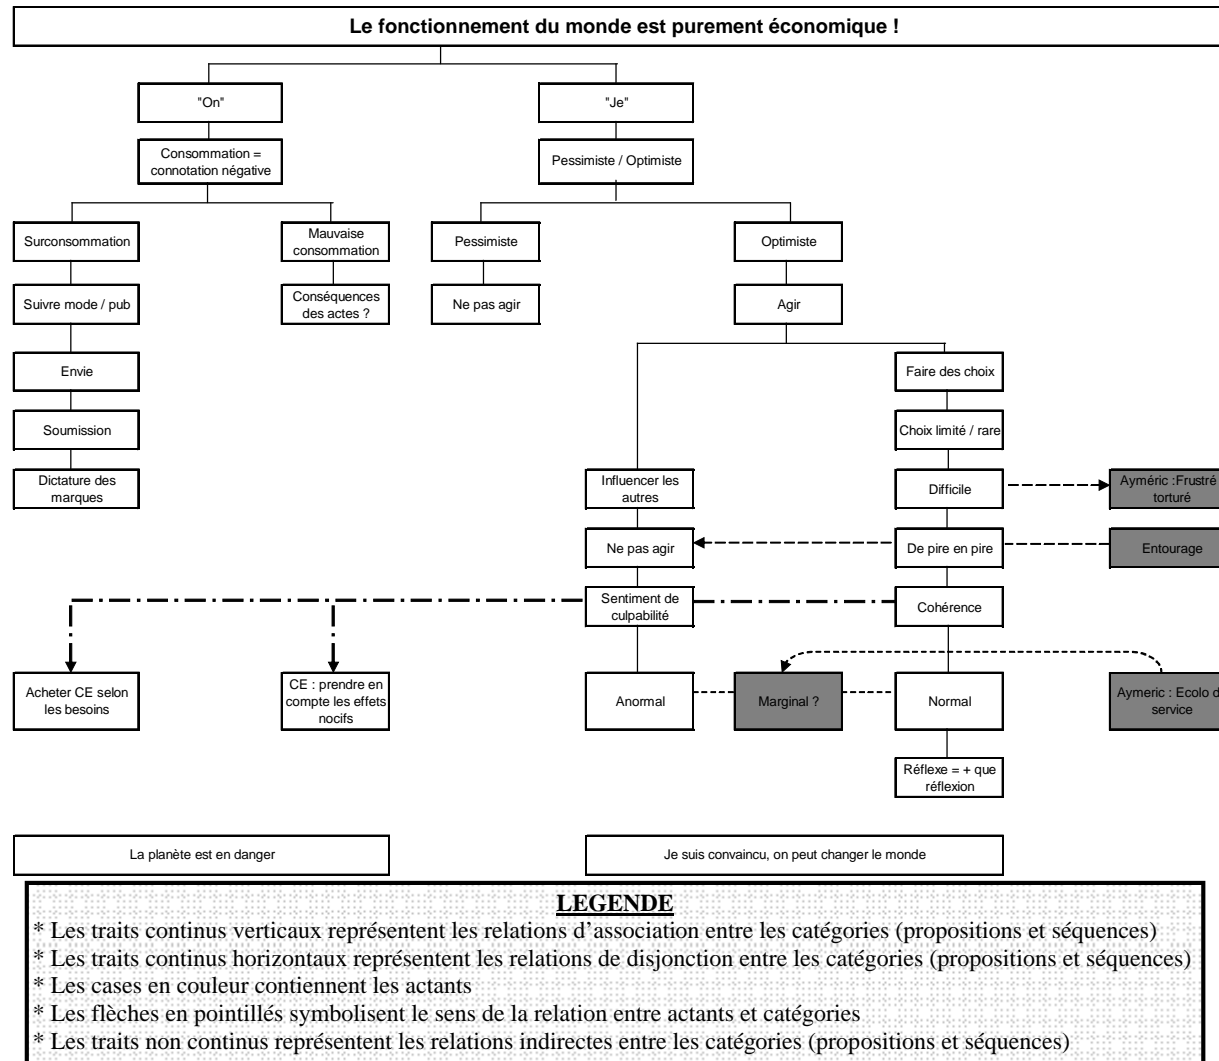 Le fonctionnement du monde est purement économique !
"On"
"Je"
Consommation =
connotation négative
Pessimiste / Optimiste
Surconsommation
Mauvaise
consommation
Pessimiste
Optimiste
Suivre mode / pub
Conséquences
des actes ?
Ne pas agir
Agir
Envie
Faire des choix
Soumission
Choix limité / rare
Dictature des
marques
Influencer les
autres
Difficile
Ayméric :Frustré
torturé
Ne pas agir
De pire en pire
Entourage
Sentiment de
culpabilité
Cohérence
Acheter CE selon
les besoins
CE : prendre en
compte les effets
nocifs
Anormal
Marginal ?
Normal
Aymeric : Ecolo d
service
Réflexe = + que
réflexion
La planète est en danger
Je suis convaincu, on peut changer le monde
LEGENDE
* Les traits continus verticaux représentent les relations d'association entre les catégories (propositions et séquences)
* Les traits continus horizontaux représentent les relations de disjonction entre les catégories (propositions et séquences)
* Les cases en couleur contiennent les actants
* Les flèches en pointillés symbolisent le sens de la relation entre actants et catégories
* Les traits non continus représentent les relations indirectes entre les catégories (propositions et séquences)